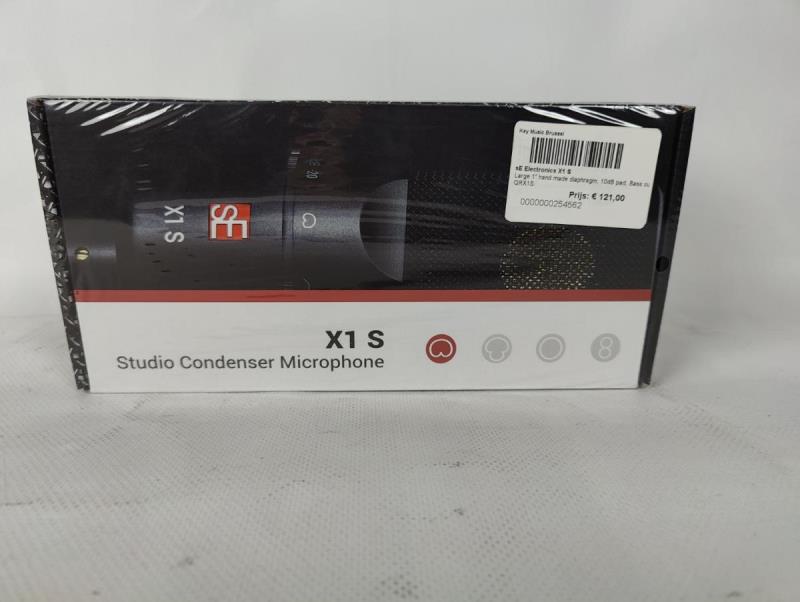 Key Music Brussel
sE Electronics X1 S
Large 1" hand made diaphragm, 10dB pad, Bass cu
QRX1S
Prijs: € 121,00
0000000254562
-20
X1 S
sE
X1 S
Studio Condenser Microphone